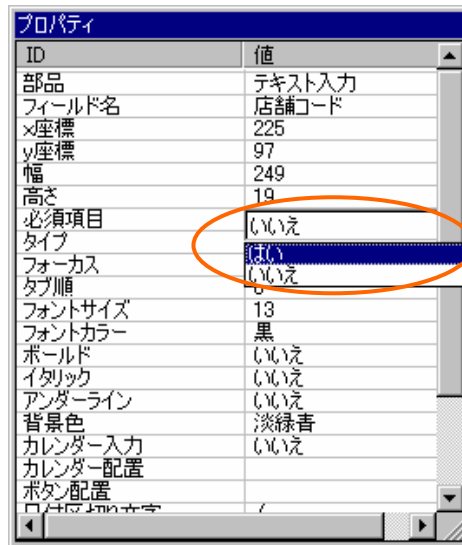 プロパティ
ID 値
部品 テキスト入力
フィールド名 店舗コード
x座標 225
y座標 97
幅 249
高さ 19
必須項目 いいえ
タイプ はい
フォーカス いいえ
タブ順
フォントサイズ 13
フォントカラー 黒
ボールド いいえ
イタリック いいえ
アンダーライン いいえ
背景色 淡緑青
カレンダー入力 いいえ
カレンダー配置
ボタン配置